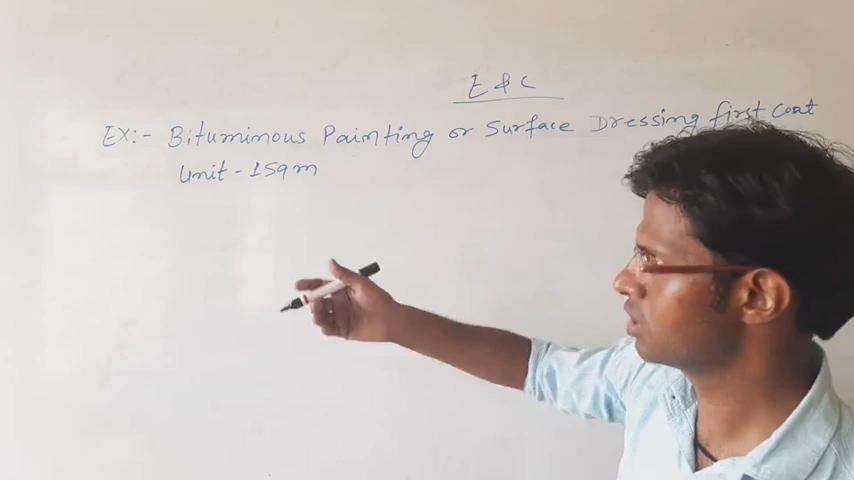 E & C
EX:- Bituminous Painting or Surface Dressing first coat
Unit - 1sqm